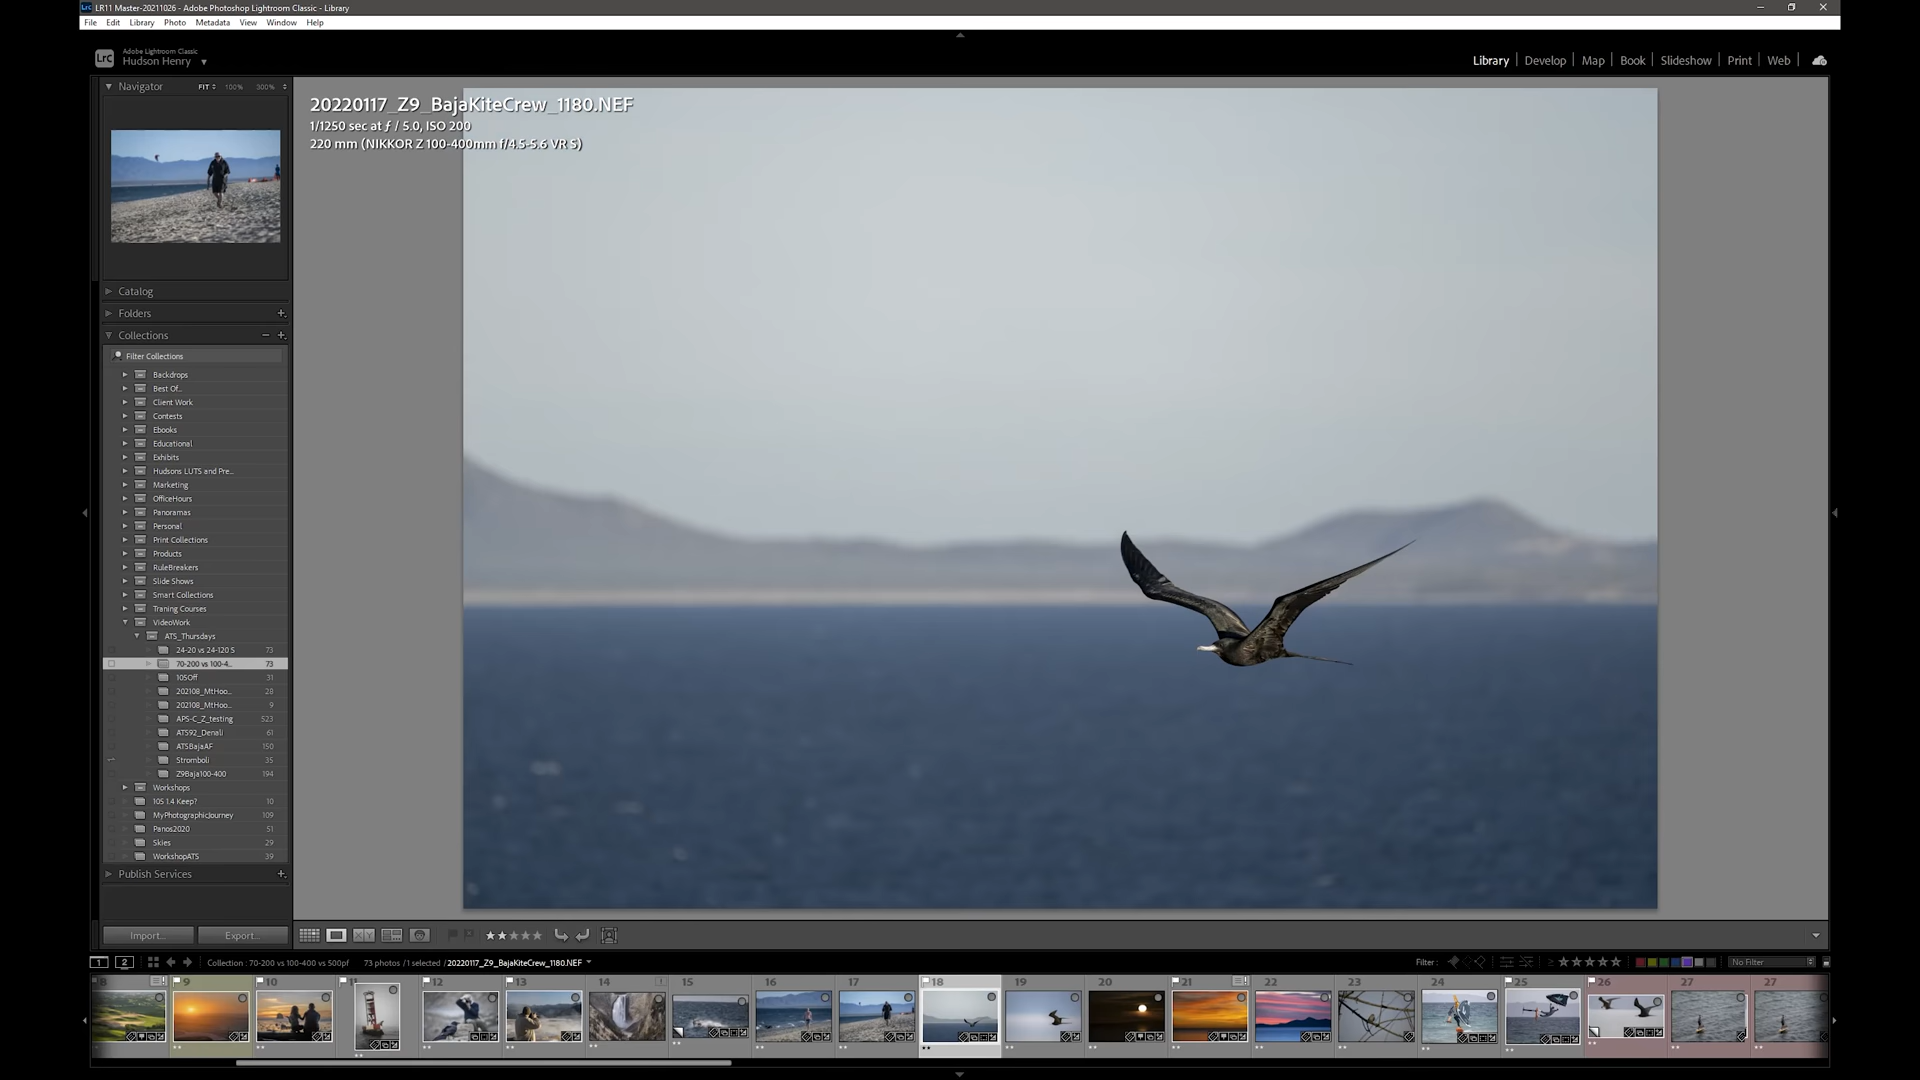 LR11 Master-20211026 - Adobe Photoshop Lightroom Classic - Library
File Edit Library Photo Metadata View Window Help
LrC
Adobe Lightroom Classic
Hudson Henry
Library Develop Map Book Slideshow Print Web
Navigator FIT 100% 300%
20220117_Z9_BajaKiteCrew_1180.NEF
1/1250 sec at ƒ / 5.0, ISO 200
220 mm (NIKKOR Z 100-400mm f/4.5-5.6 VR S)
Catalog
Folders
Collections
Filter Collections
Backdrops
Best Of...
Client Work
Contests
Ebooks
Educational
Exhibits
Hudsons LUTS and Pre...
Marketing
OfficeHours
Panoramas
Personal
Print Collections
Products
RuleBreakers
Slide Shows
Smart Collections
Traning Courses
VideoWork
ATS_Thursdays
24-20 vs 24-120 S 73
70-200 vs 100-4... 73
105Off 31
202108_MtHoo... 28
202108_MtHoo... 9
APS-C_Z_testing 523
ATS92_Denali 61
ATSBajaAF 150
Stromboli 35
Z9Baja100-400 194
Workshops
105 1.4 Keep? 10
MyPhotographicJourney 109
Panos2020 51
Skies 29
WorkshopATS 39
Publish Services
Import... Export...
1 2 Collection : 70-200 vs 100-400 vs 500pf 73 photos / 1 selected / 20220117_Z9_BajaKiteCrew_1180.NEF Filter : No Filter
8 9 10 11 12 13 14 15 16 17 18 19 20 21 22 23 24 25 26 27 27